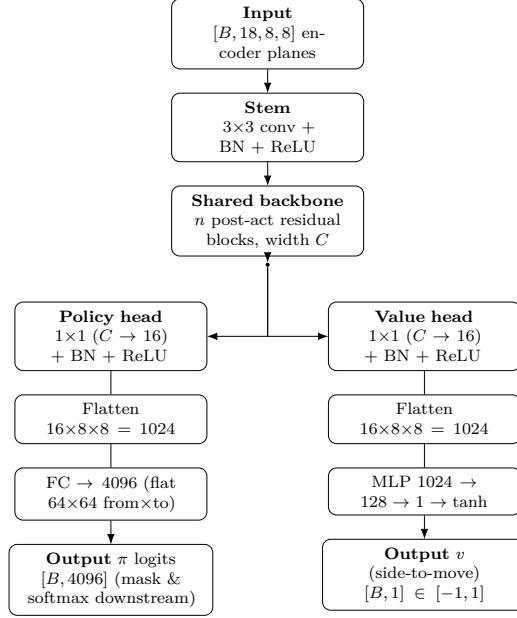 Input
[B, 18, 8, 8] en-
coder planes
Stem
3×3 conv +
BN + ReLU
Shared backbone
n post-act residual
blocks, width C
Policy head
1×1 (C → 16)
+ BN + ReLU
Flatten
16×8×8 = 1024
FC → 4096 (flat
64×64 from×to)
Output π logits
[B, 4096] (mask &
softmax downstream)
Value head
1×1 (C → 16)
+ BN + ReLU
Flatten
16×8×8 = 1024
MLP 1024 →
128 → 1 → tanh
Output v
(side-to-move)
[B, 1] ∈ [−1, 1]